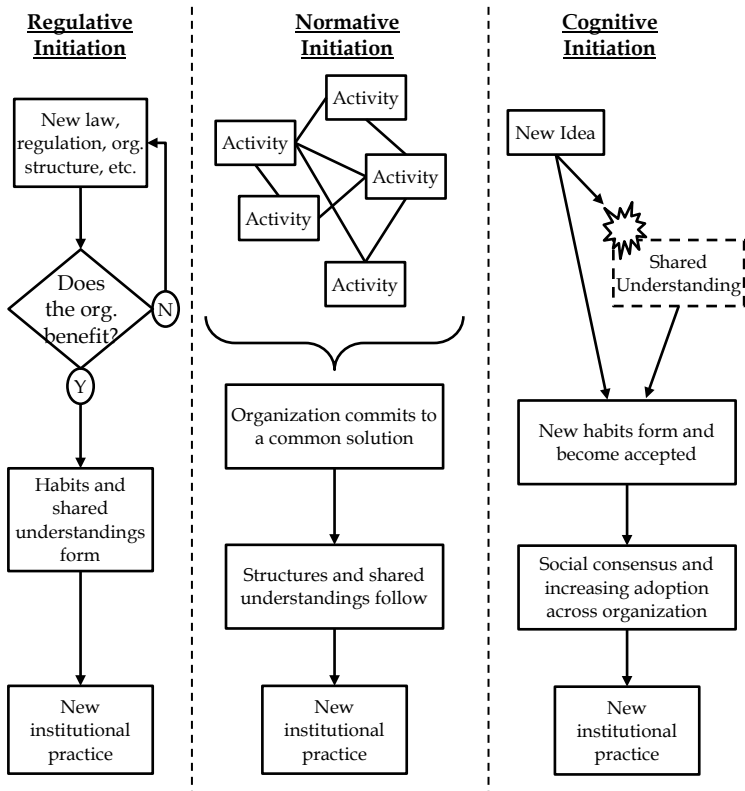 Regulative
Initiation
New law,
regulation, org.
structure, etc.
Does
the org.
benefit?
N
Y
Habits and
shared
understandings
form
New
institutional
practice
Normative
Initiation
Activity
Activity
Activity
Activity
Activity
Organization commits to
a common solution
Structures and shared
understandings follow
New
institutional
practice
Cognitive
Initiation
New Idea
Shared
Understanding
New habits form and
become accepted
Social consensus and
increasing adoption
across organization
New
institutional
practice